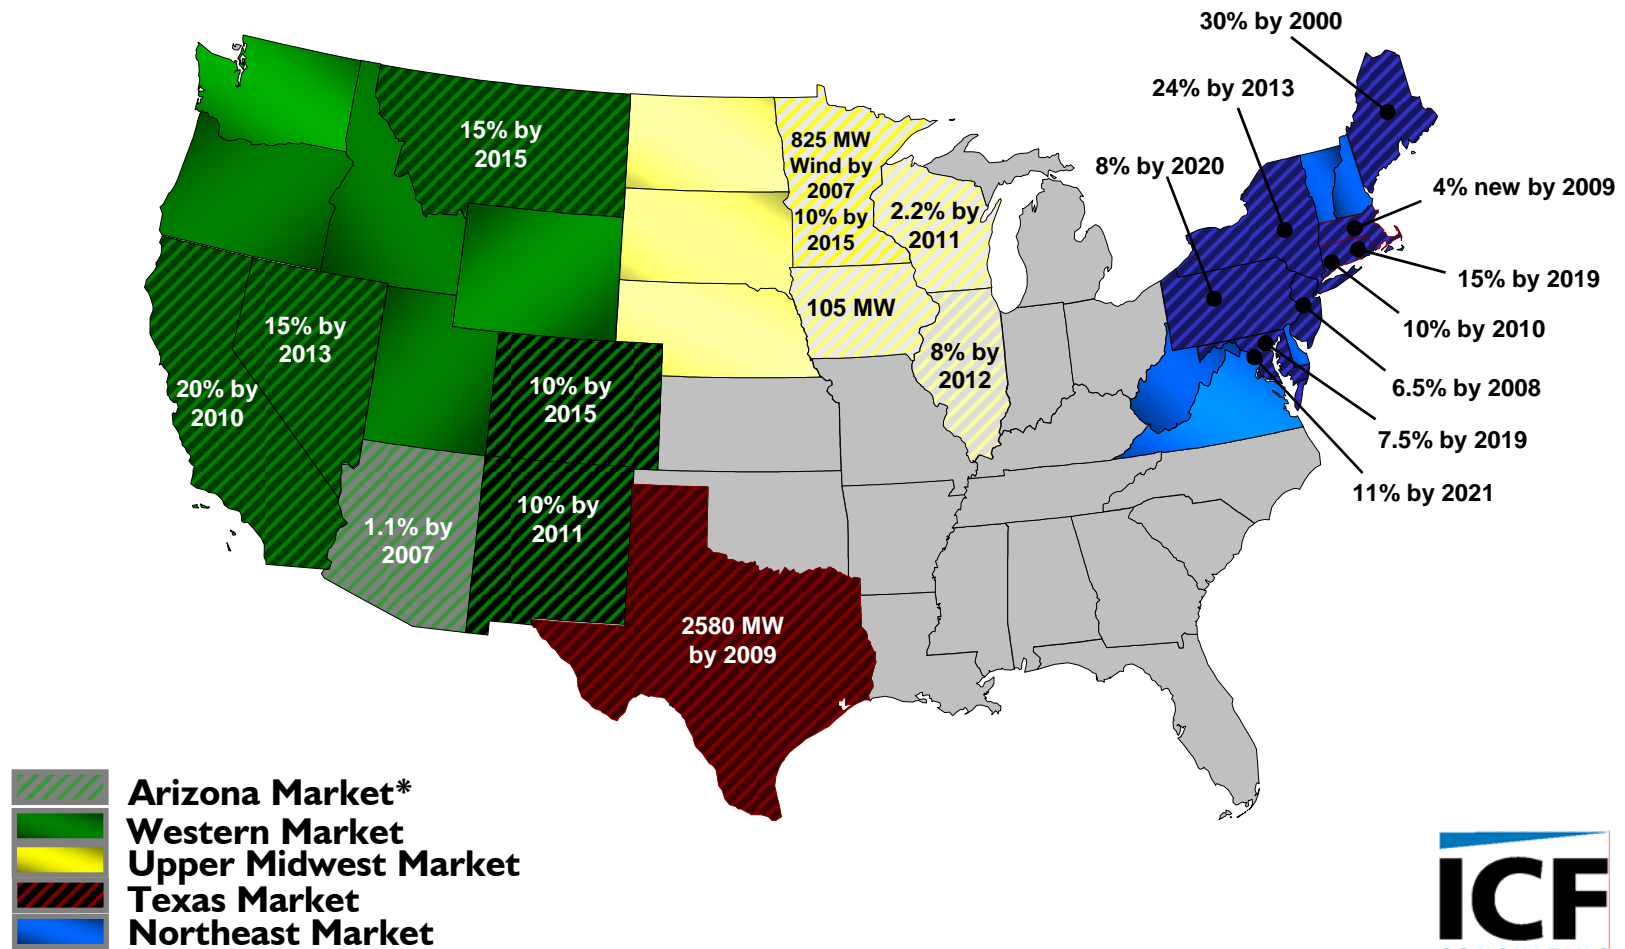 30% by 2000
24% by 2013
8% by 2020
4% new by 2009
15% by 2019
10% by 2010
6.5% by 2008
7.5% by 2019
11% by 2021
15% by
2015
825 MW
Wind by
2007
10% by
2015
2.2% by
2011
105 MW
8% by
2012
15% by
2013
20% by
2010
10% by
2015
1.1% by
2007
10% by
2011
2580 MW
by 2009
Arizona Market*
Western Market
Upper Midwest Market
Texas Market
Northeast Market
ICF